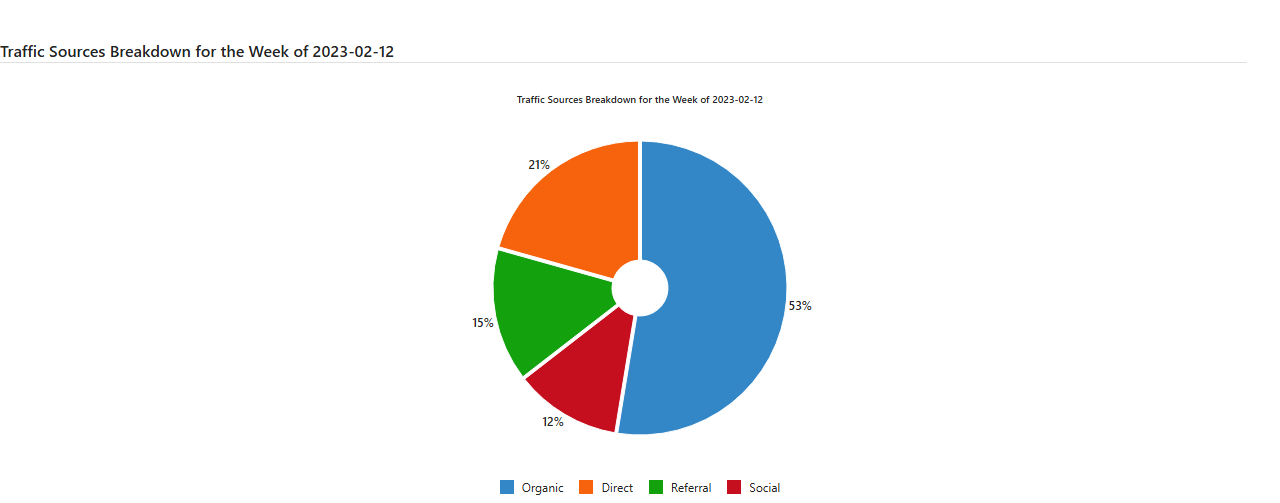 Traffic Sources Breakdown for the Week of 2023-02-12
Traffic Sources Breakdown for the Week of 2023-02-12
21%
53%
15%
12%
Organic Direct Referral Social